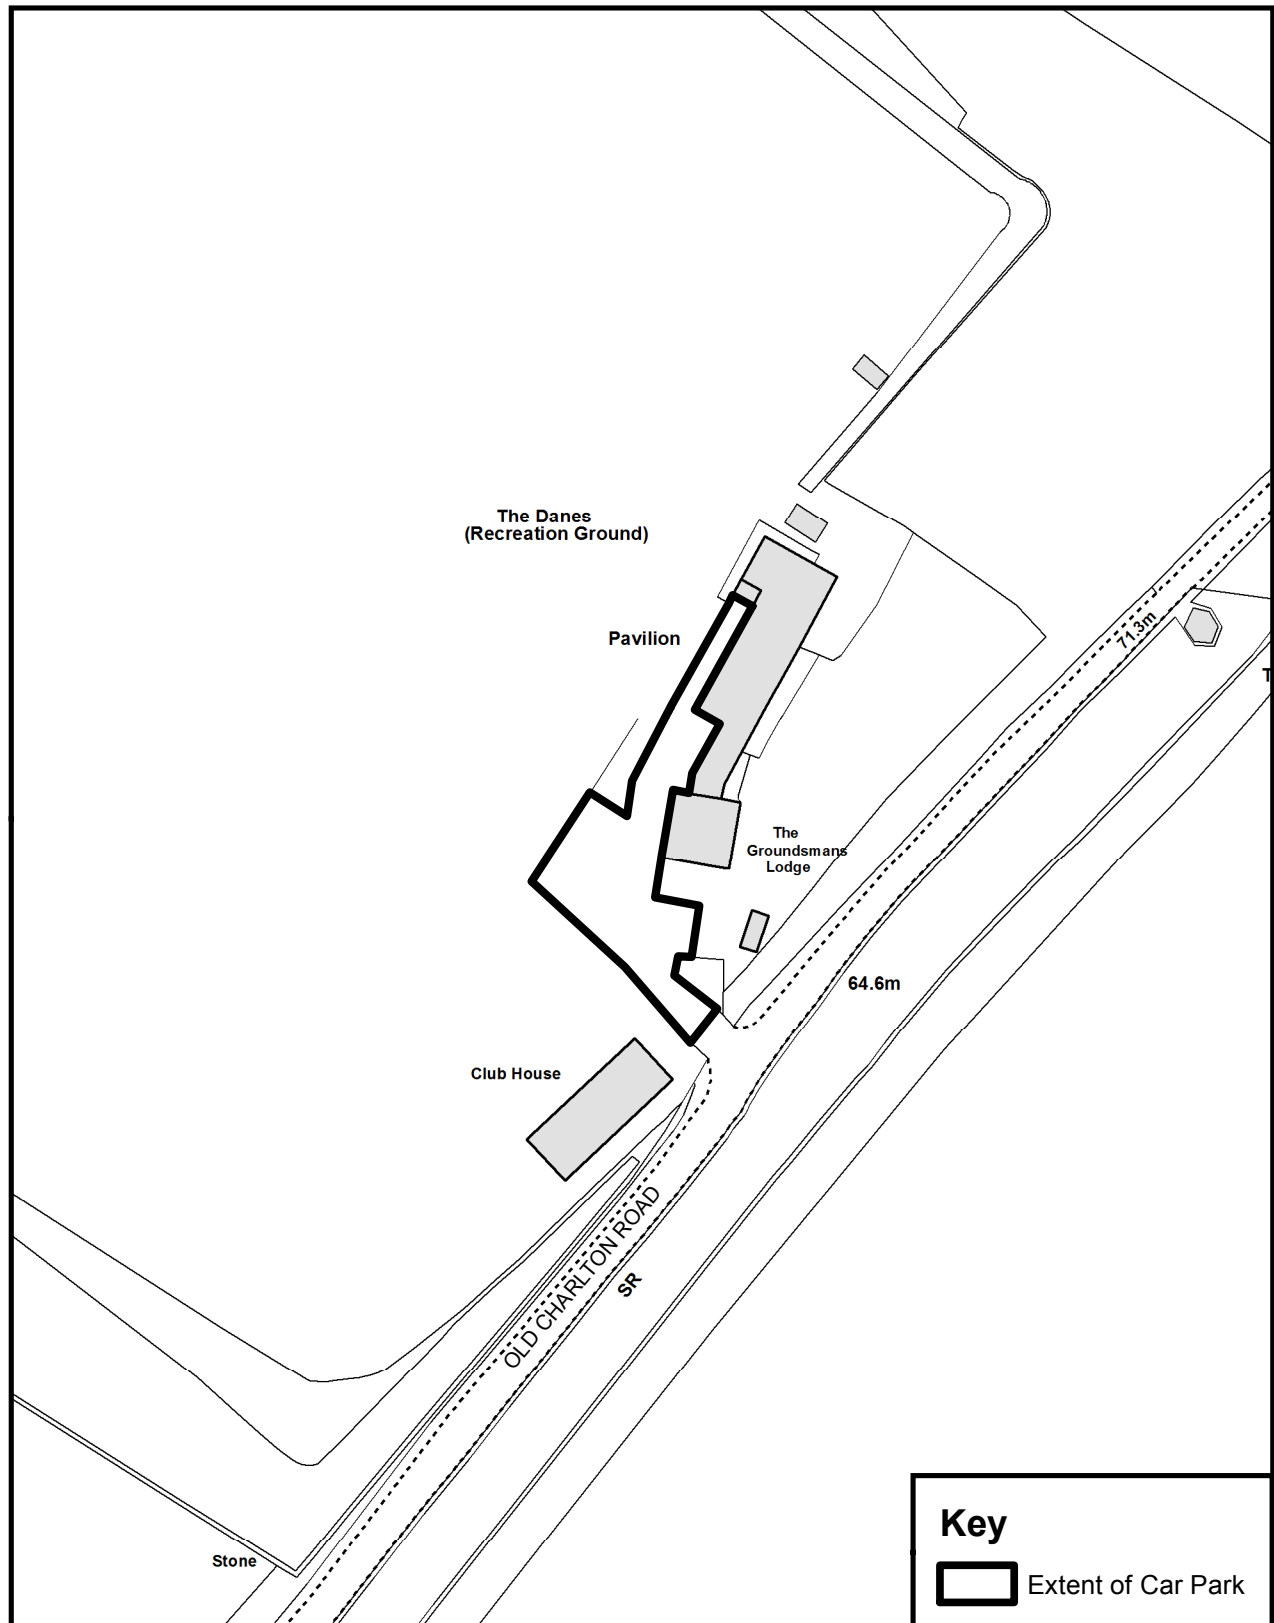 The Danes
(Recreation Ground)
Pavilion
71.3m
T
The
Groundsmans
Lodge
64.6m
Club House
OLD CHARLTON ROAD
SR
Stone
Key
Extent of Car Park